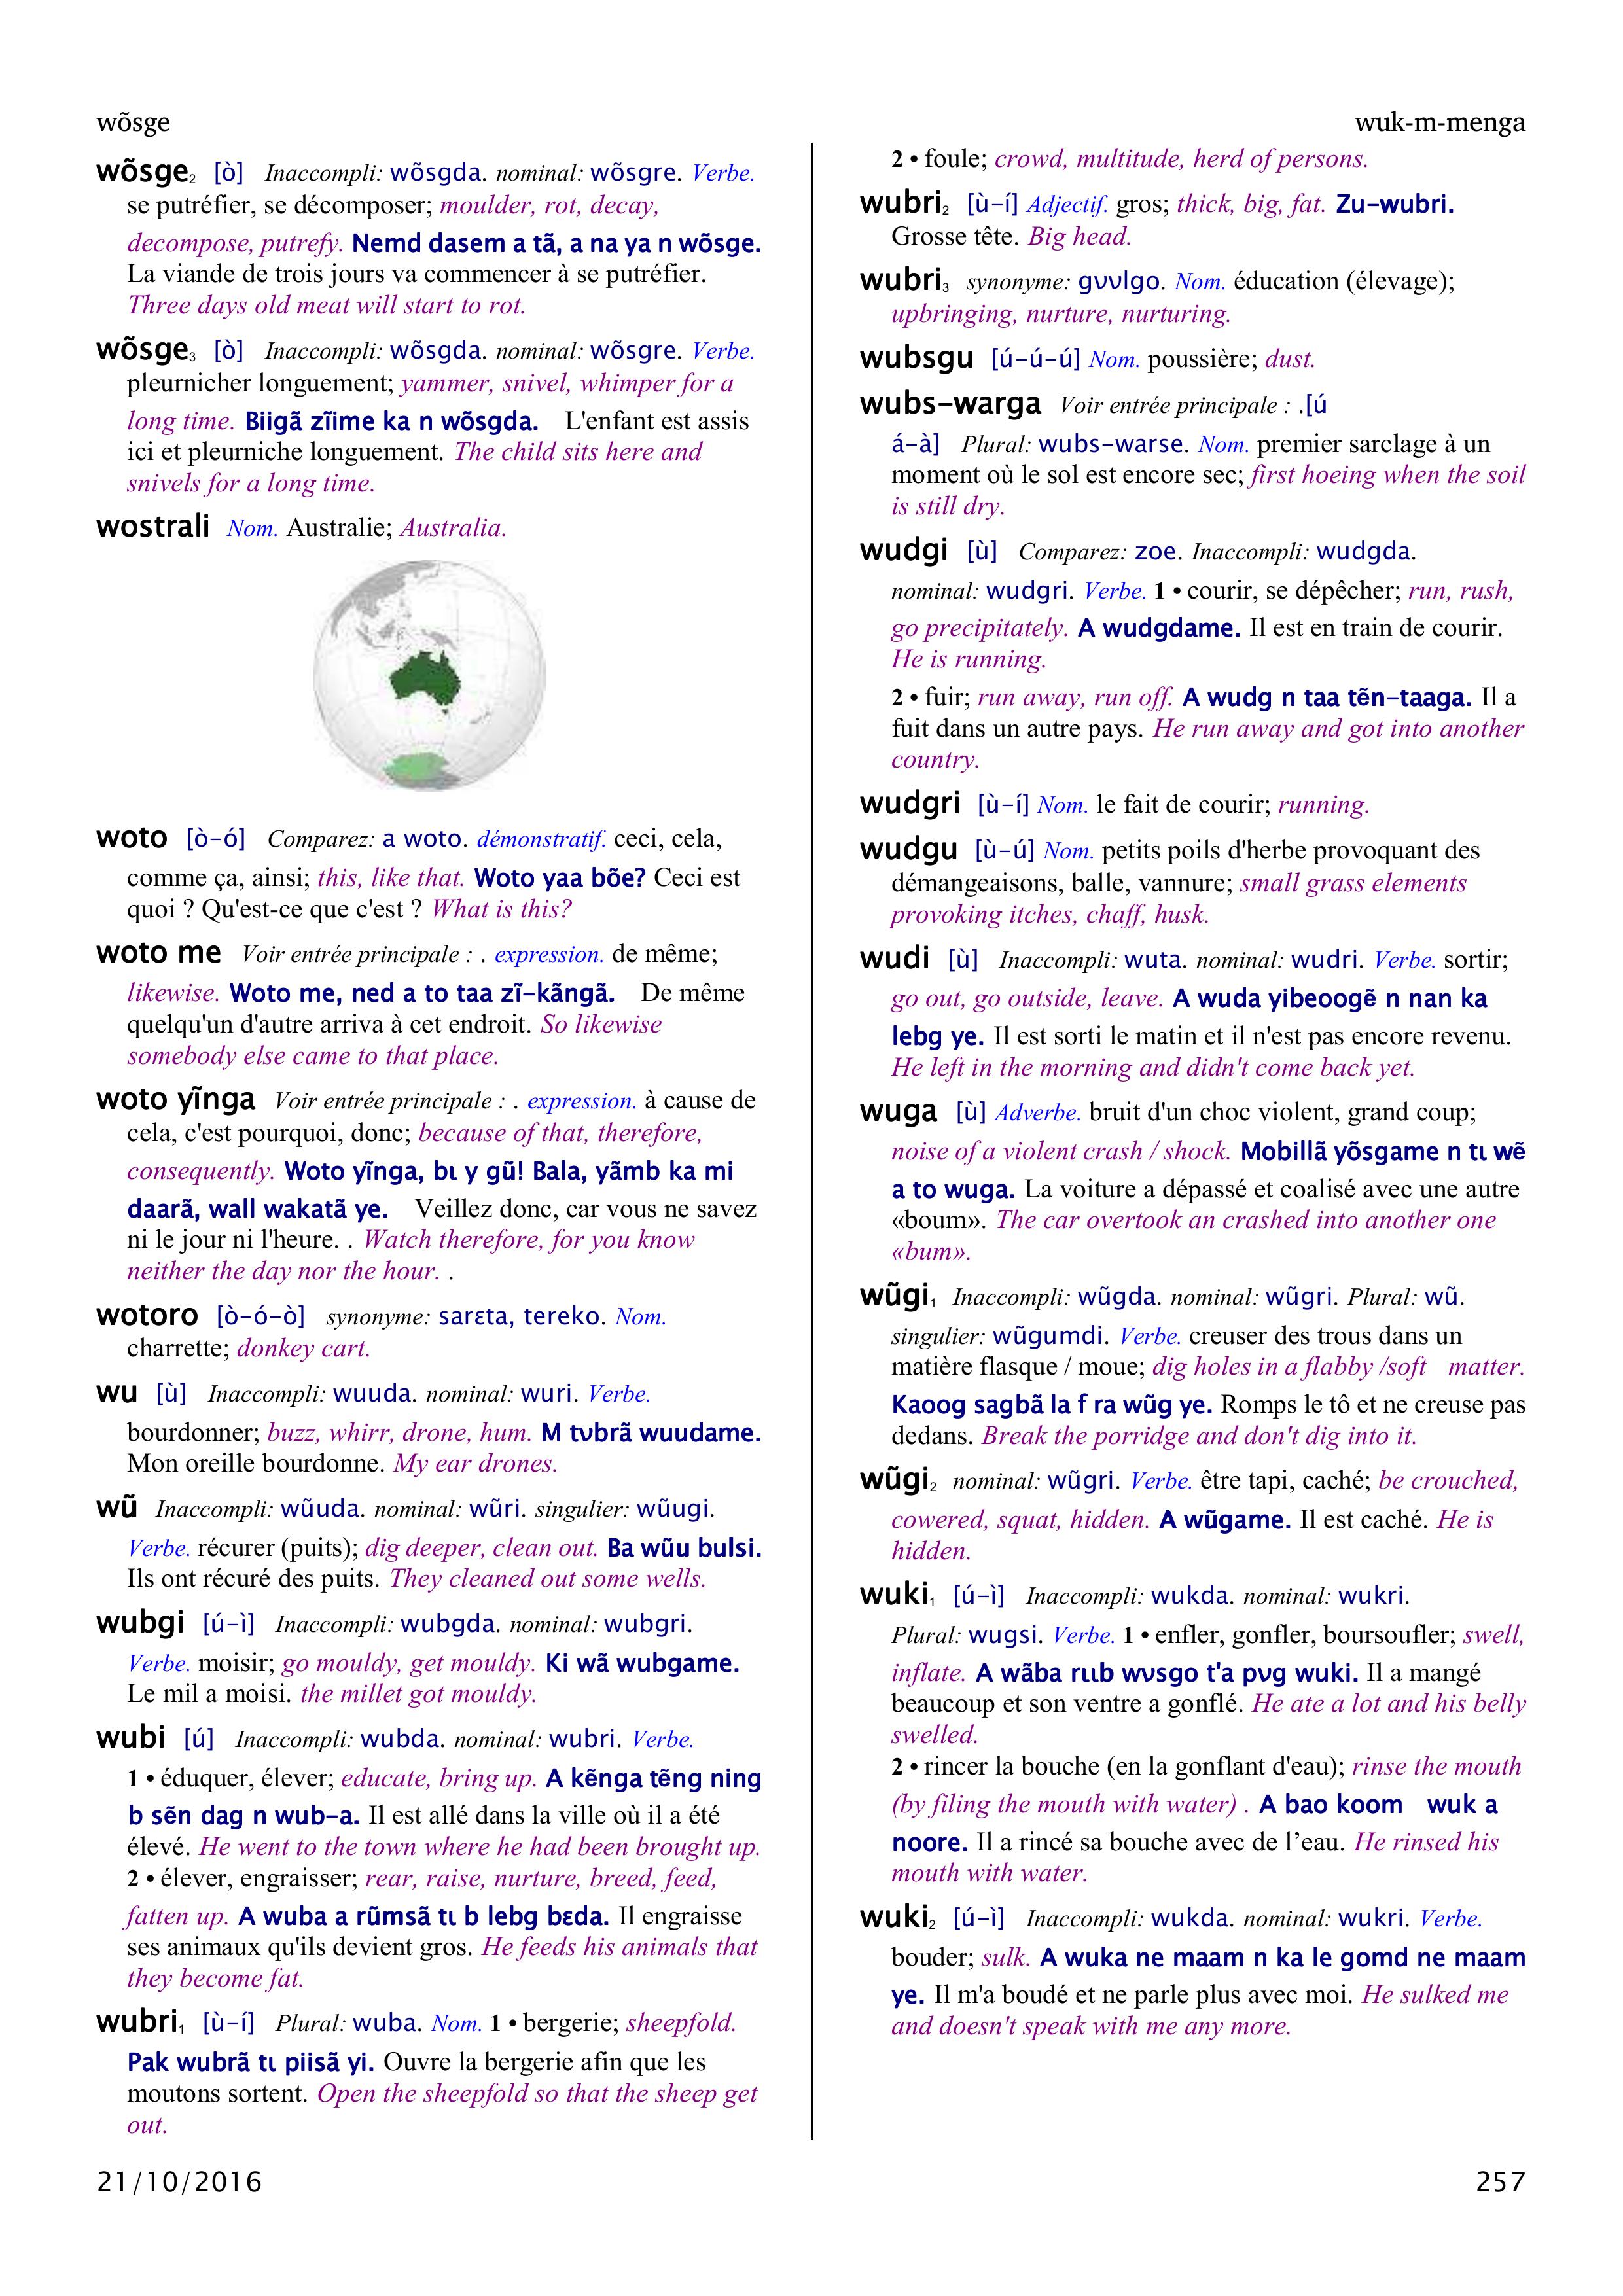 wõsge
wuk-m-menga
wõsge₂ [ò] Inaccompli: wõsgda. nominal: wõsgre. Verbe.
se putréfier, se décomposer; moulder, rot, decay,
decompose, putrefy. Nemd dasem a tã, a na ya n wõsge.
La viande de trois jours va commencer à se putréfier.
Three days old meat will start to rot.
wõsge₃ [ò] Inaccompli: wõsgda. nominal: wõsgre. Verbe.
pleurnicher longuement; yammer, snivel, whimper for a
long time. Biigã zĩime ka n wõsgda. L'enfant est assis
ici et pleurniche longuement. The child sits here and
snivels for a long time.
wostrali Nom. Australie; Australia.
woto [ò-ó] Comparez: a woto. démonstratif. ceci, cela,
comme ça, ainsi; this, like that. Woto yaa bõe? Ceci est
quoi ? Qu'est-ce que c'est ? What is this?
woto me Voir entrée principale : . expression. de même;
likewise. Woto me, ned a to taa zĩ-kãngã. De même
quelqu'un d'autre arriva à cet endroit. So likewise
somebody else came to that place.
woto yĩnga Voir entrée principale : . expression. à cause de
cela, c'est pourquoi, donc; because of that, therefore,
consequently. Woto yĩnga, bɩ y gũ! Bala, yãmb ka mi
daarã, wall wakatã ye. Veillez donc, car vous ne savez
ni le jour ni l'heure. . Watch therefore, for you know
neither the day nor the hour. .
wotoro [ò-ó-ò] synonyme: sarɛta, tereko. Nom.
charrette; donkey cart.
wu [ù] Inaccompli: wuuda. nominal: wuri. Verbe.
bourdonner; buzz, whirr, drone, hum. M tʋbrã wuudame.
Mon oreille bourdonne. My ear drones.
wũ Inaccompli: wũuda. nominal: wũri. singulier: wũugi.
Verbe. récurer (puits); dig deeper, clean out. Ba wũu bulsi.
Ils ont récuré des puits. They cleaned out some wells.
wubgi [ú-ì] Inaccompli: wubgda. nominal: wubgri.
Verbe. moisir; go mouldy, get mouldy. Ki wã wubgame.
Le mil a moisi. the millet got mouldy.
wubi [ú] Inaccompli: wubda. nominal: wubri. Verbe.
1 • éduquer, élever; educate, bring up. A kẽnga tẽng ning
b sẽn dag n wub-a. Il est allé dans la ville où il a été
élevé. He went to the town where he had been brought up.
2 • élever, engraisser; rear, raise, nurture, breed, feed,
fatten up. A wuba a rũmsã tɩ b lebg bɛda. Il engraisse
ses animaux qu'ils devient gros. He feeds his animals that
they become fat.
wubri₁ [ù-í] Plural: wuba. Nom. 1 • bergerie; sheepfold.
Pak wubrã tɩ piisã yi. Ouvre la bergerie afin que les
moutons sortent. Open the sheepfold so that the sheep get
out.
2 • foule; crowd, multitude, herd of persons.
wubri₂ [ù-í] Adjectif. gros; thick, big, fat. Zu-wubri.
Grosse tête. Big head.
wubri₃ synonyme: gʋʋlgo. Nom. éducation (élevage);
upbringing, nurture, nurturing.
wubsgu [ú-ú-ú] Nom. poussière; dust.
wubs-warga Voir entrée principale : .[ú
á-à] Plural: wubs-warse. Nom. premier sarclage à un
moment où le sol est encore sec; first hoeing when the soil
is still dry.
wudgi [ù] Comparez: zoe. Inaccompli: wudgda.
nominal: wudgri. Verbe. 1 • courir, se dépêcher; run, rush,
go precipitately. A wudgdame. Il est en train de courir.
He is running.
2 • fuir; run away, run off. A wudg n taa tẽn-taaga. Il a
fuit dans un autre pays. He run away and got into another
country.
wudgri [ù-í] Nom. le fait de courir; running.
wudgu [ù-ú] Nom. petits poils d'herbe provoquant des
démangeaisons, balle, vannure; small grass elements
provoking itches, chaff, husk.
wudi [ù] Inaccompli: wuta. nominal: wudri. Verbe. sortir;
go out, go outside, leave. A wuda yibeoogẽ n nan ka
lebg ye. Il est sorti le matin et il n'est pas encore revenu.
He left in the morning and didn't come back yet.
wuga [ù] Adverbe. bruit d'un choc violent, grand coup;
noise of a violent crash / shock. Mobillã yõsgame n tɩ wẽ
a to wuga. La voiture a dépassé et coalisé avec une autre
«boum». The car overtook an crashed into another one
«bum».
wũgi₁ Inaccompli: wũgda. nominal: wũgri. Plural: wũ.
singulier: wũgumdi. Verbe. creuser des trous dans un
matière flasque / moue; dig holes in a flabby /soft matter.
Kaoog sagbã la f ra wũg ye. Romps le tô et ne creuse pas
dedans. Break the porridge and don't dig into it.
wũgi₂ nominal: wũgri. Verbe. être tapi, caché; be crouched,
cowered, squat, hidden. A wũgame. Il est caché. He is
hidden.
wuki₁ [ú-ì] Inaccompli: wukda. nominal: wukri.
Plural: wugsi. Verbe. 1 • enfler, gonfler, boursoufler; swell,
inflate. A wãba rɩɩb wʋsgo t'a pʋg wuki. Il a mangé
beaucoup et son ventre a gonflé. He ate a lot and his belly
swelled.
2 • rincer la bouche (en la gonflant d'eau); rinse the mouth
(by filing the mouth with water) . A bao koom wuk a
noore. Il a rincé sa bouche avec de l’eau. He rinsed his
mouth with water.
wuki₂ [ú-ì] Inaccompli: wukda. nominal: wukri. Verbe.
bouder; sulk. A wuka ne maam n ka le gomd ne maam
ye. Il m'a boudé et ne parle plus avec moi. He sulked me
and doesn't speak with me any more.
21/10/2016
257